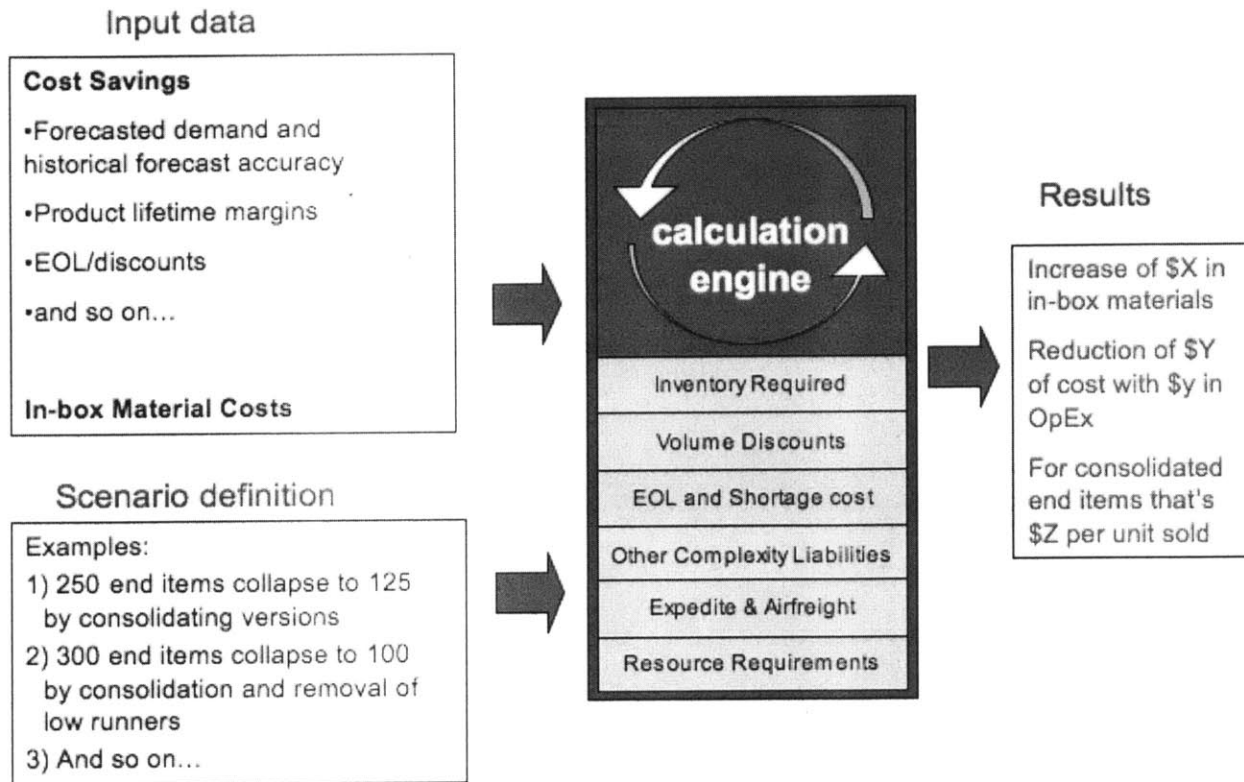 Input data
Cost Savings
•Forecasted demand and
historical forecast accuracy
•Product lifetime margins
•EOL/discounts
•and so on...
In-box Material Costs
Scenario definition
Examples:
1) 250 end items collapse to 125
by consolidating versions
2) 300 end items collapse to 100
by consolidation and removal of
low runners
3) And so on...
calculation
engine
Inventory Required
Volume Discounts
EOL and Shortage cost
Other Complexity Liabilities
Expedite & Airfreight
Resource Requirements
Results
Increase of $X in
in-box materials
Reduction of $Y
of cost with $y in
OpEx
For consolidated
end items that's
$Z per unit sold